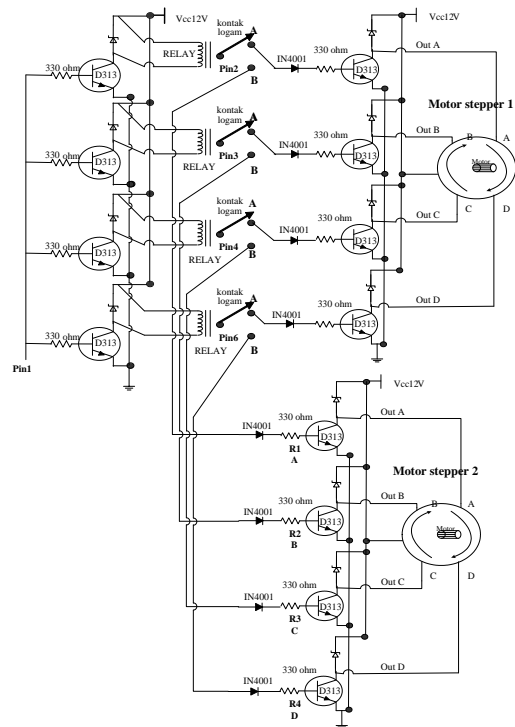 Vcc12V
330 ohm
D313
RELAY
kontak
logam
A
Pin2
B
IN4001
330 ohm
D313
Vcc12V
Out A
330 ohm
D313
RELAY
kontak
logam
A
Pin3
B
IN4001
330 ohm
D313
Out B
Motor stepper 1
B
A
Motor
C
D
330 ohm
D313
RELAY
kontak
logam
A
Pin4
B
IN4001
330 ohm
D313
Out C
330 ohm
D313
RELAY
kontak
logam
A
Pin6
B
IN4001
330 ohm
D313
Out D
Pin1
Vcc12V
IN4001
330 ohm
R1
A
D313
Out A
Motor stepper 2
IN4001
330 ohm
R2
B
D313
Out B
B
A
Motor
C
D
IN4001
330 ohm
R3
C
D313
Out C
IN4001
330 ohm
R4
D
D313
Out D